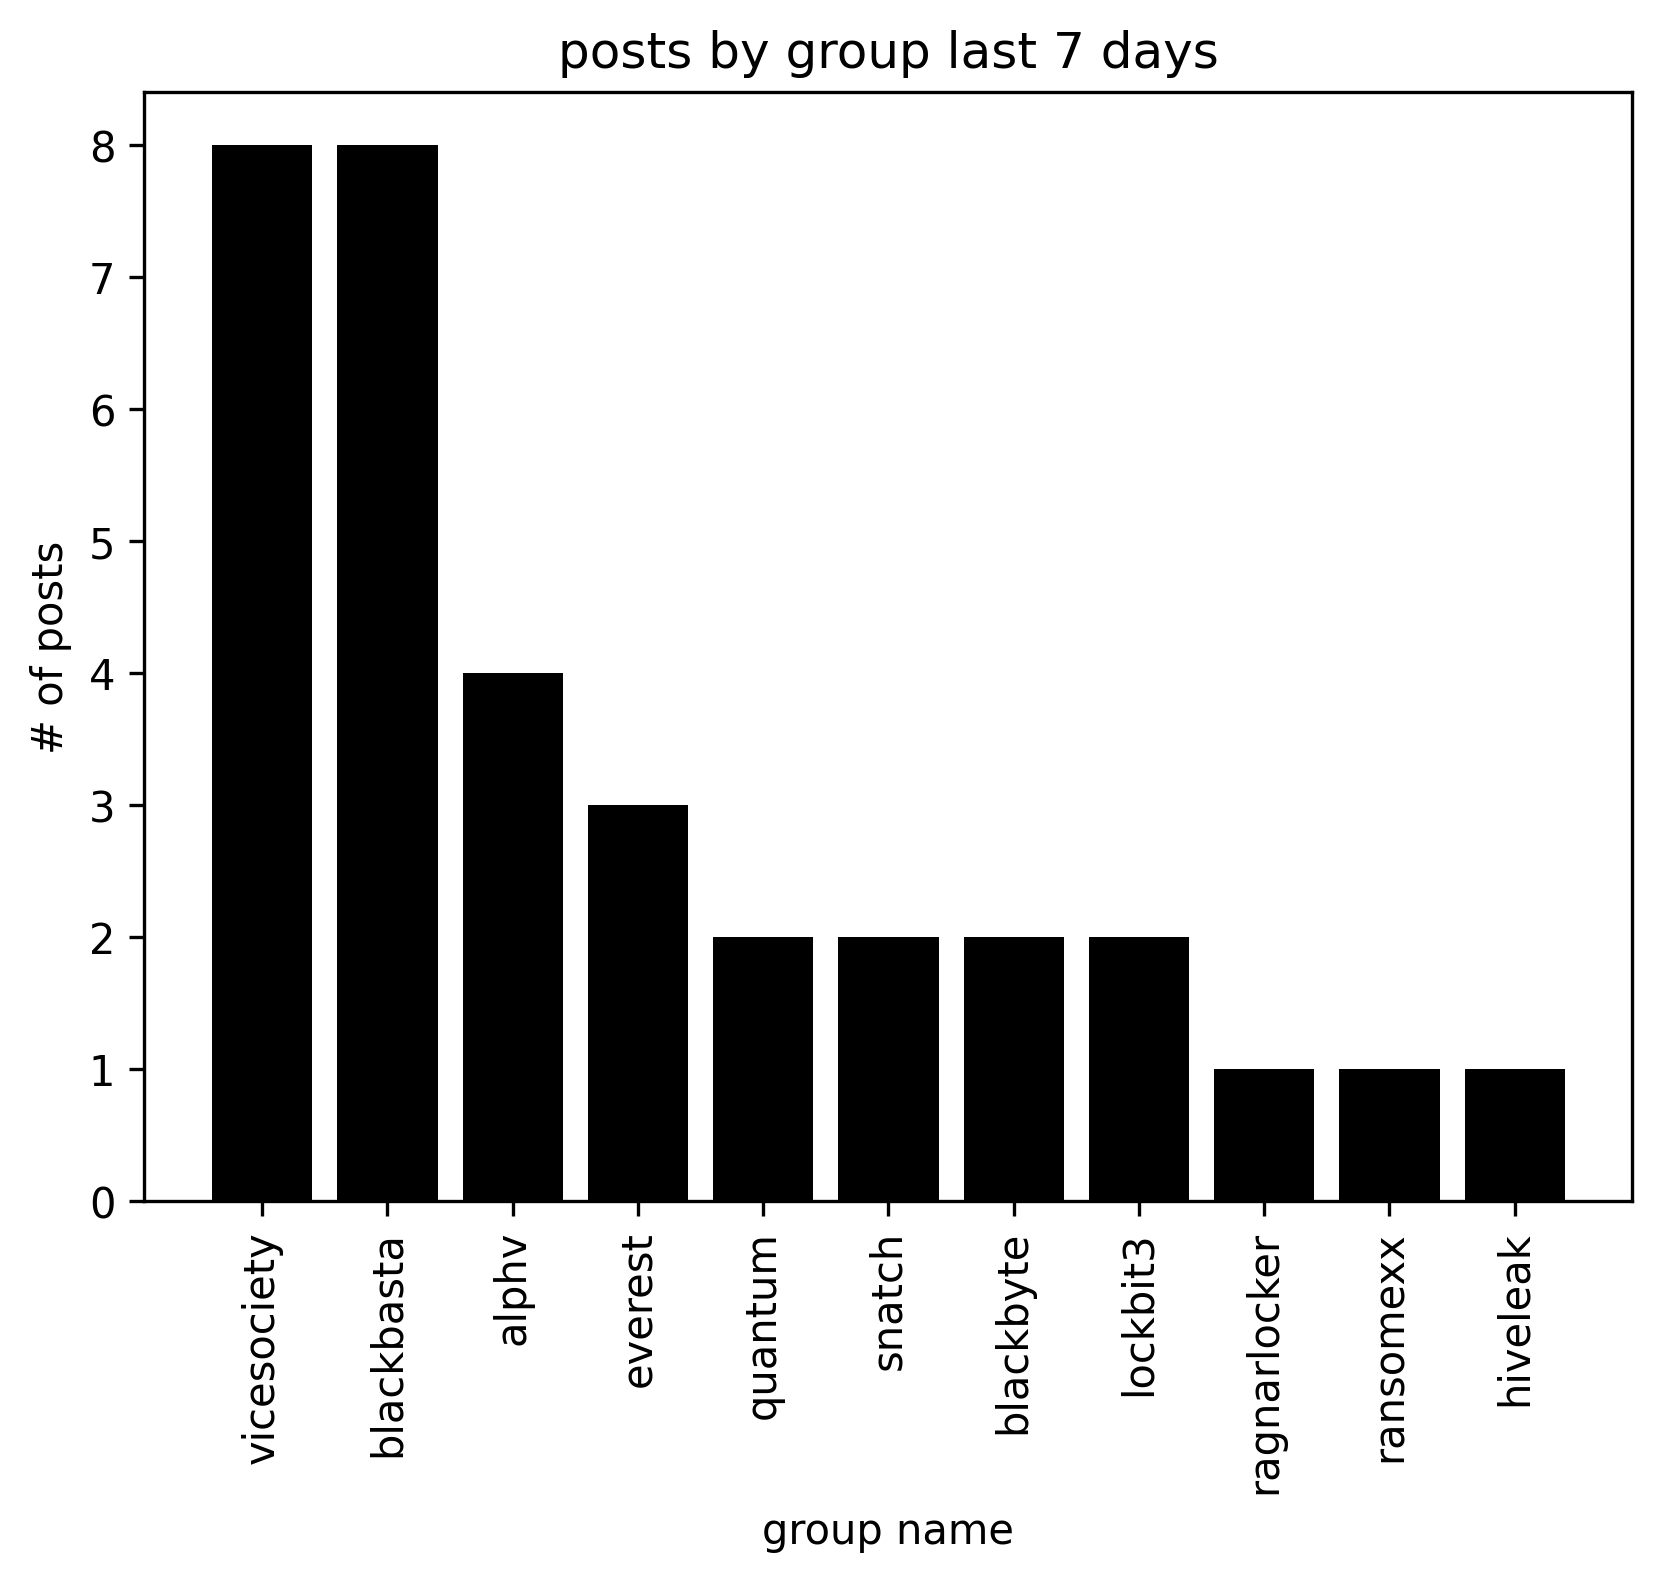 posts by group last 7 days
# of posts
8
7
6
5
4
3
2
1
0
vicesociety
blackbasta
alphv
everest
quantum
snatch
blackbyte
lockbit3
ragnarlocker
ransomexx
hiveleak
group name